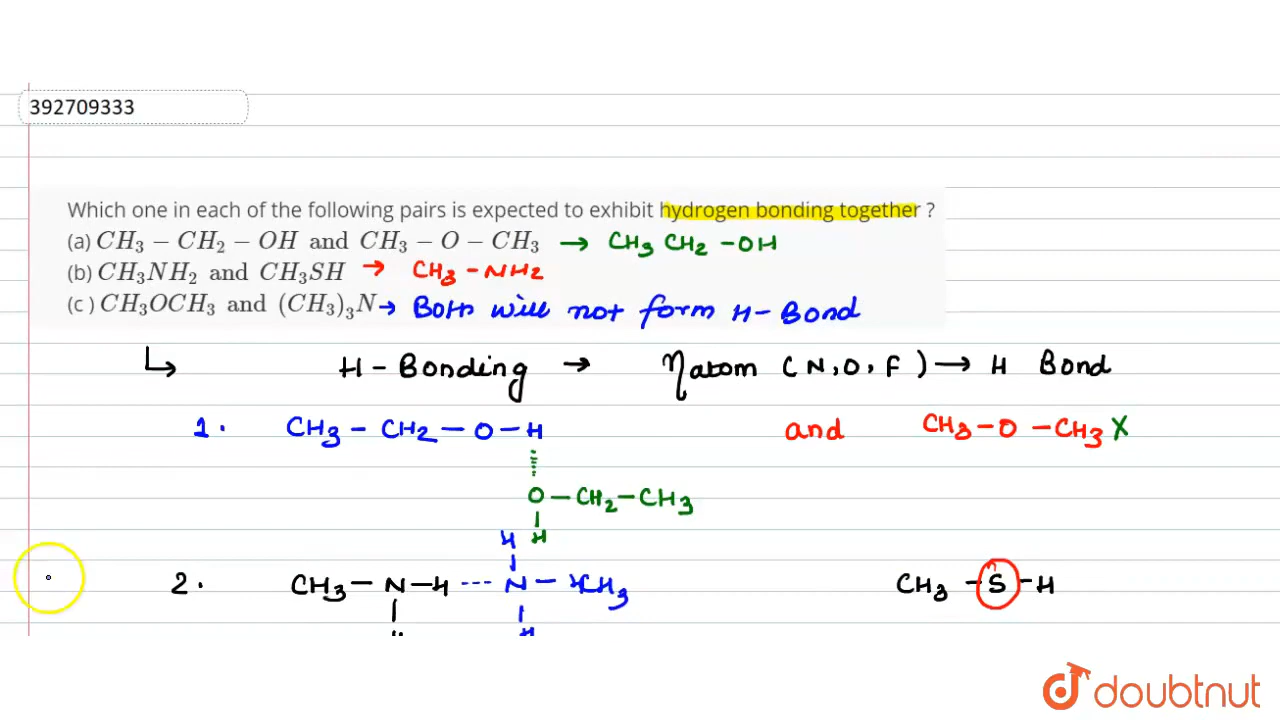 392709333
Which one in each of the following pairs is expected to exhibit hydrogen bonding together ?
(a) CH₃ − CH₂ − OH and CH₃ − O − CH₃ → CH₃ CH₂ - OH
(b) CH₃NH₂ and CH₃SH → CH₃ - NH₂
(c ) CH₃OCH₃ and (CH₃)₃N → Both will not form H - Bond
↳ H - Bonding → η atom ( N, O, F ) → H Bond
1. CH₃ - CH₂ - O - H and CH₃ - O - CH₃ X
O - CH₂ - CH₃
H H
2. CH₃ - N - H --- N - CH₃ CH₃ - S - H
H H
doubtnut